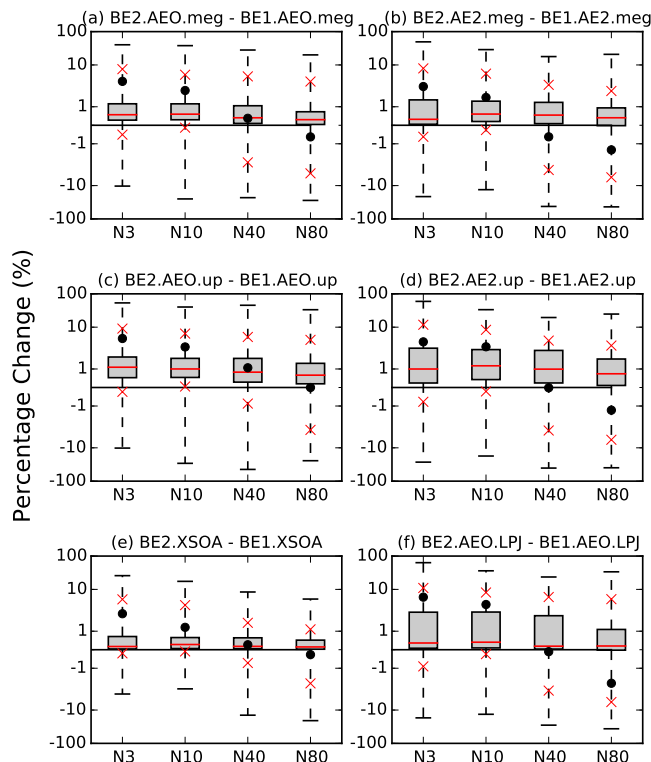 (a) BE2.AEO.meg - BE1.AEO.meg
100
10
1
-1
-10
-100
N3 N10 N40 N80
(b) BE2.AE2.meg - BE1.AE2.meg
100
10
1
-1
-10
-100
N3 N10 N40 N80
Percentage Change (%)
(c) BE2.AEO.up - BE1.AEO.up
100
10
1
-1
-10
-100
N3 N10 N40 N80
(d) BE2.AE2.up - BE1.AE2.up
100
10
1
-1
-10
-100
N3 N10 N40 N80
(e) BE2.XSOA - BE1.XSOA
100
10
1
-1
-10
-100
N3 N10 N40 N80
(f) BE2.AEO.LPJ - BE1.AEO.LPJ
100
10
1
-1
-10
-100
N3 N10 N40 N80